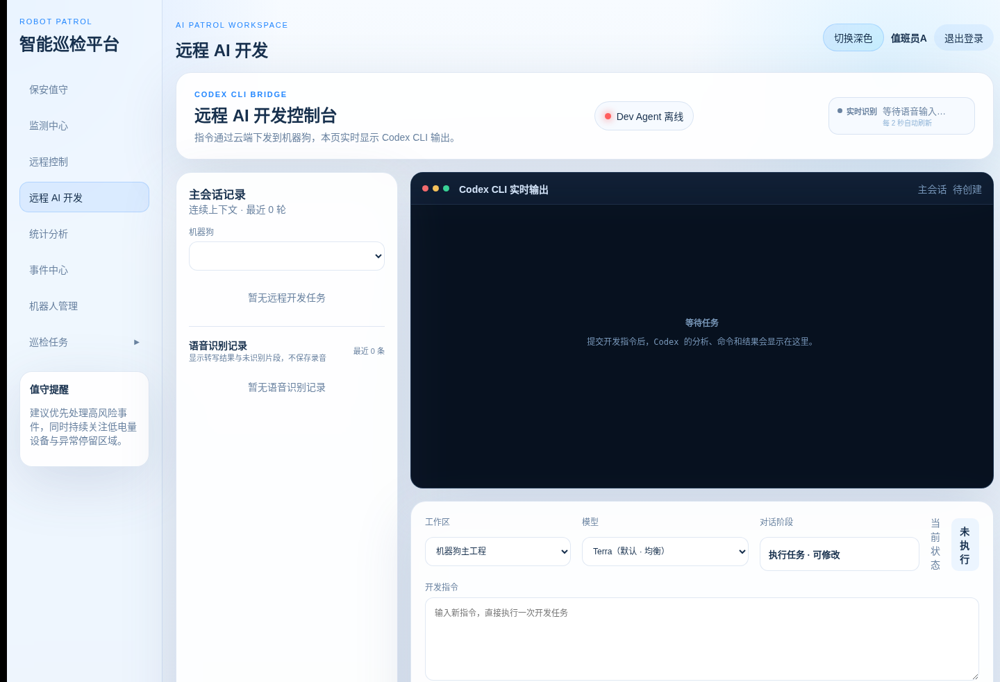 ROBOT PATROL
智能巡检平台
保安值守
监测中心
远程控制
远程 AI 开发
统计分析
事件中心
机器人管理
巡检任务
值守提醒
建议优先处理高风险事
件，同时持续关注低电量
设备与异常停留区域。
AI PATROL WORKSPACE
远程 AI 开发
切换深色
值班员A
退出登录
CODEX CLI BRIDGE
远程 AI 开发控制台
指令通过云端下发到机器狗，本页实时显示 Codex CLI 输出。
Dev Agent 离线
实时识别 等待语音输入…
每 2 秒自动刷新
主会话记录
连续上下文 · 最近 0 轮
机器狗
暂无远程开发任务
语音识别记录
显示转写结果与未识别片段，不保存录音
最近 0 条
暂无语音识别记录
Codex CLI 实时输出
主会话 待创建
等待任务
提交开发指令后，Codex 的分析、命令和结果会显示在这里。
工作区
机器狗主工程
模型
Terra（默认 · 均衡）
对话阶段
执行任务 · 可修改
当前状态
未执行
开发指令
输入新指令，直接执行一次开发任务